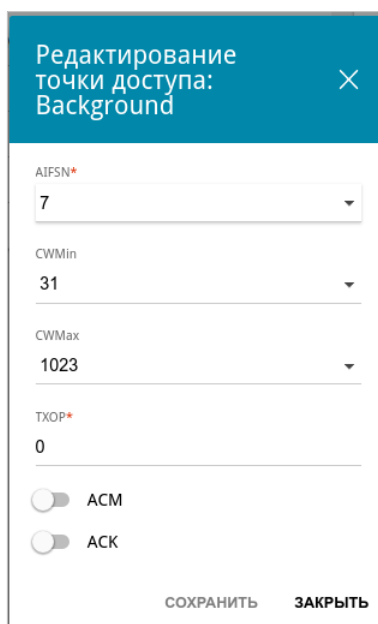 Редактирование
точки доступа:
Background
AIFSN*
7
CWMin
31
CWMax
1023
TXOP*
0
ACM
ACK
СОХРАНИТЬ ЗАКРЫТЬ